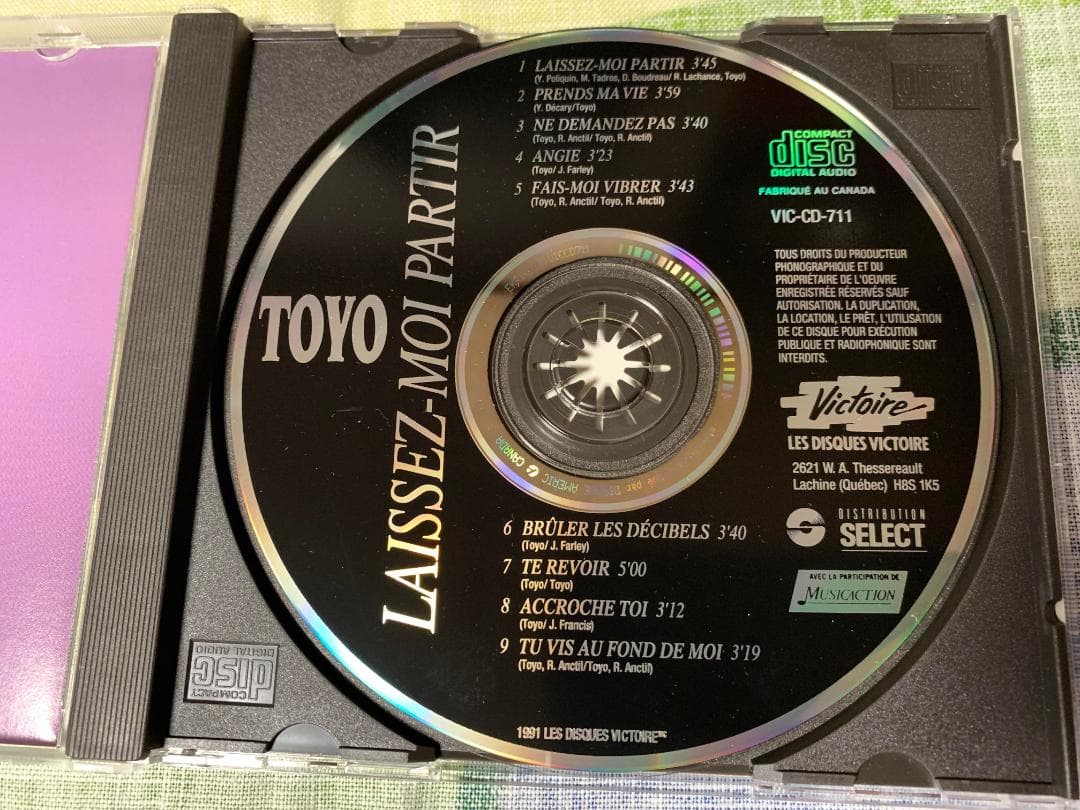 TOYO
LAISSEZ-MOI PARTIR
1 LAISSEZ-MOI PARTIR 3'45
(Y. Poliquin, M. Tadros, D. Boudreau/ R. Lachance, Toyo)
2 PRENDS MA VIE 3'59
(Y. Décary/Toyo)
3 NE DEMANDEZ PAS 3'40
(Toyo, R. Anctil/ Toyo, R. Anctil)
4 ANGIE 3'23
(Toyo/ J. Farley)
5 FAIS-MOI VIBRER 3'43
(Toyo, R. Anctil/ Toyo, R. Anctil)
6 BRÛLER LES DÉCIBELS 3'40
(Toyo/ J. Farley)
7 TE REVOIR 5'00
(Toyo/ Toyo)
8 ACCROCHE TOI 3'12
(Toyo/ J. Francis)
9 TU VIS AU FOND DE MOI 3'19
(Toyo, R. Anctil/Toyo, R. Anctil)
1991 LES DISQUES VICTOIRE INC
COMPACT
disc
DIGITAL AUDIO
FABRIQUÉ AU CANADA
VIC-CD-711
TOUS DROITS DU PRODUCTEUR
PHONOGRAPHIQUE ET DU
PROPRIÉTAIRE DE L'OEUVRE
ENREGISTRÉE RÉSERVÉS SAUF
AUTORISATION. LA DUPLICATION,
LA LOCATION, LE PRÊT, L'UTILISATION
DE CE DISQUE POUR EXÉCUTION
PUBLIQUE ET RADIOPHONIQUE SONT
INTERDITS.
Victoire
LES DISQUES VICTOIRE
2621 W. A. Thessereault
Lachine (Québec) H8S 1K5
DISTRIBUTION
SELECT
AVEC LA PARTICIPATION DE
MUSICACTION
par DISQUE AMERIC CANADA
COMPACT
disc
DIGITAL AUDIO